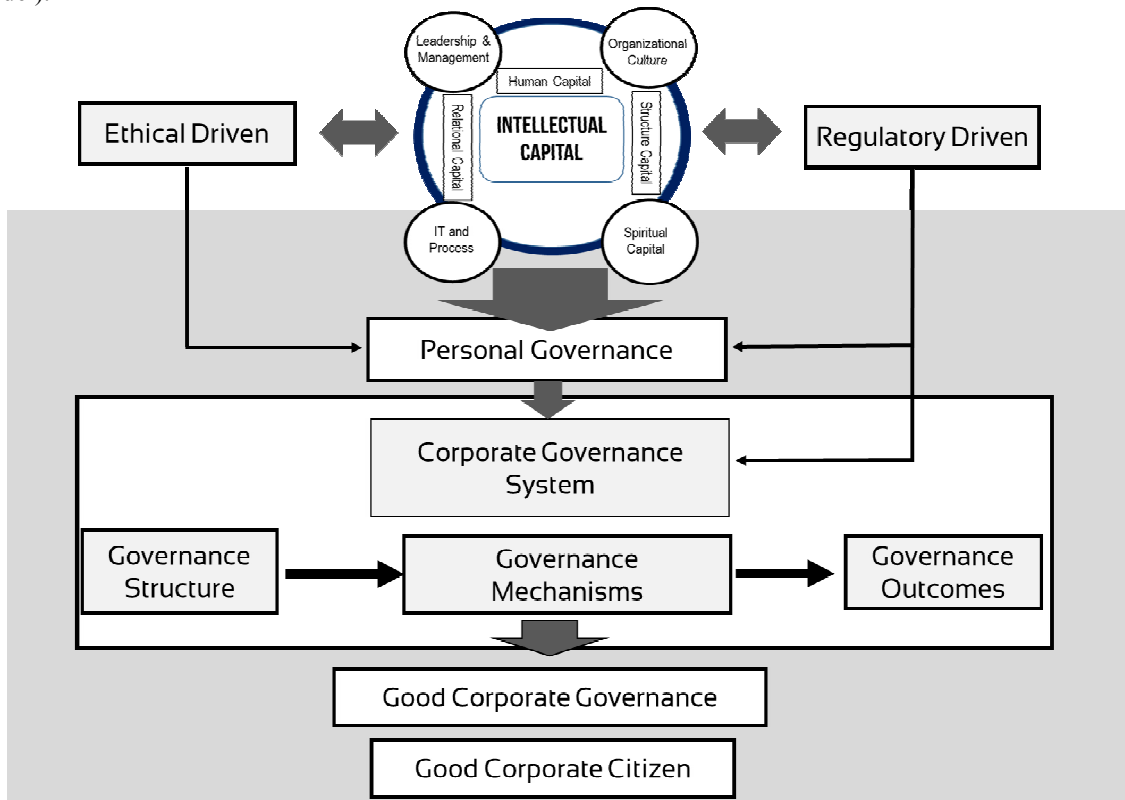 Leadership &
Management
Organizational
Culture
Human Capital
Relational Capital
INTELLECTUAL
CAPITAL
Structure Capital
Ethical Driven
Regulatory Driven
IT and
Process
Spiritual
Capital
Personal Governance
Corporate Governance
System
Governance
Structure
Governance
Mechanisms
Governance
Outcomes
Good Corporate Governance
Good Corporate Citizen